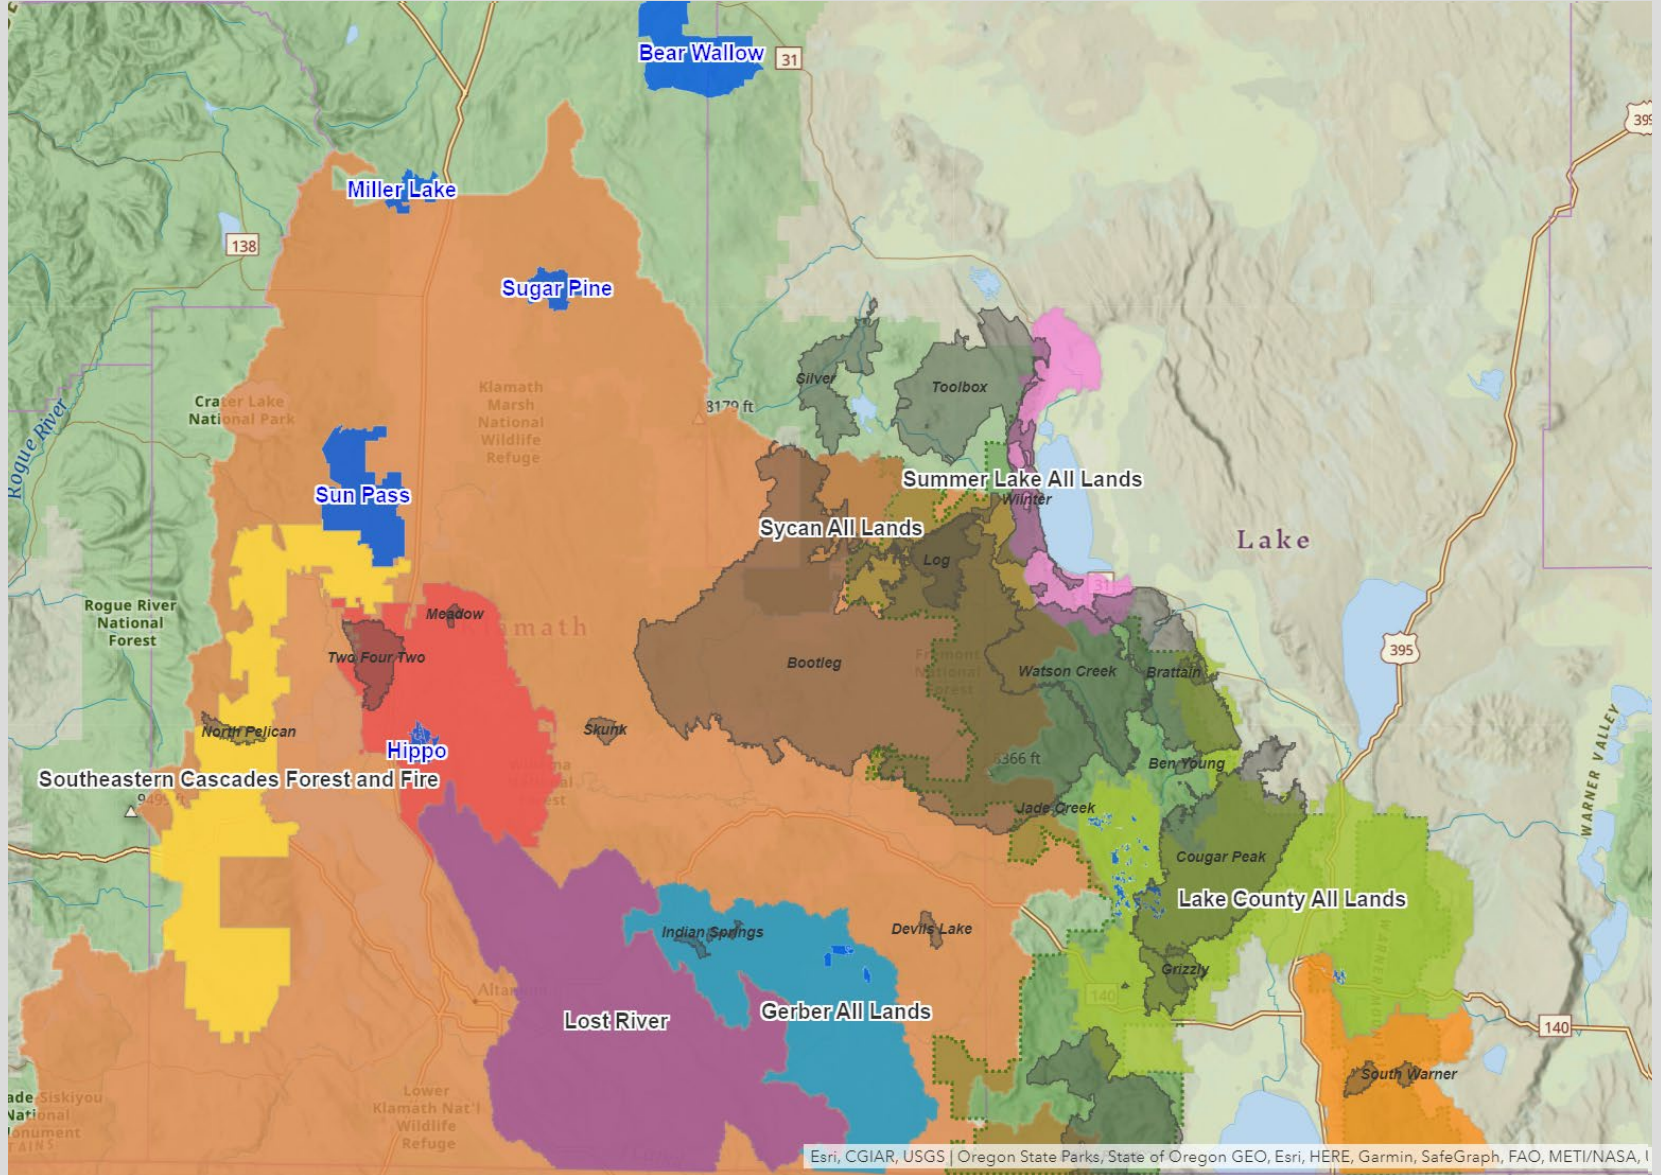 Bear Wallow
31
395
Miller Lake
138
Sugar Pine
Silver
Toolbox
Klamath
Marsh
National
Wildlife
Refuge
Crater Lake
National Park
8179 ft
Rogue River
Sun Pass
Summer Lake All Lands
Winter
Sycan All Lands
Lake
Log
31
Rogue River
National
Forest
Meadow
Klamath
Two Four Two
Bootleg
Fremont
National
Forest
Watson Creek
Brattain
395
North Pelican
Skunk
Hippo
WARNER VALLEY
Southeastern Cascades Forest and Fire
Ben Young
Jade Creek
Cougar Peak
Lake County All Lands
Indian Springs
Devils Lake
Grizzly
140
Lost River
Gerber All Lands
140
South Warner
Lower
Klamath Nat'l
Wildlife
Refuge
Esri, CGIAR, USGS | Oregon State Parks, State of Oregon GEO, Esri, HERE, Garmin, SafeGraph, FAO, METI/NASA,